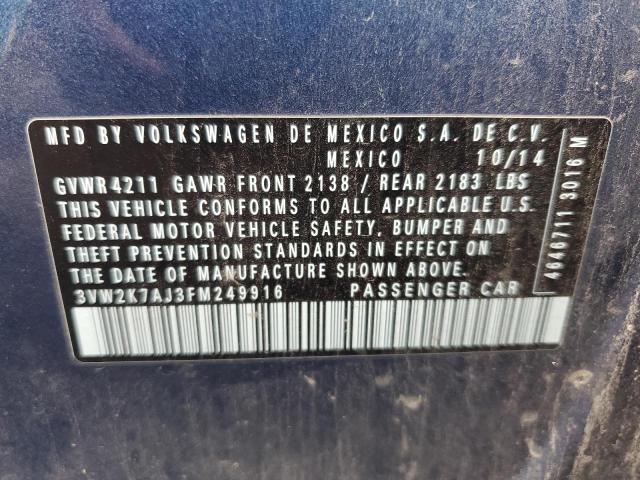 MFD BY VOLKSWAGEN DE MEXICO S.A. DE C.V.
MEXICO 10/14
GVWR 4211 GAWR FRONT 2138 / REAR 2183 LBS
THIS VEHICLE CONFORMS TO ALL APPLICABLE U.S.
FEDERAL MOTOR VEHICLE SAFETY, BUMPER AND
THEFT PREVENTION STANDARDS IN EFFECT ON
THE DATE OF MANUFACTURE SHOWN ABOVE.
3VW2K7AJ3FM249916 PASSENGER CAR
4646711 3016 M